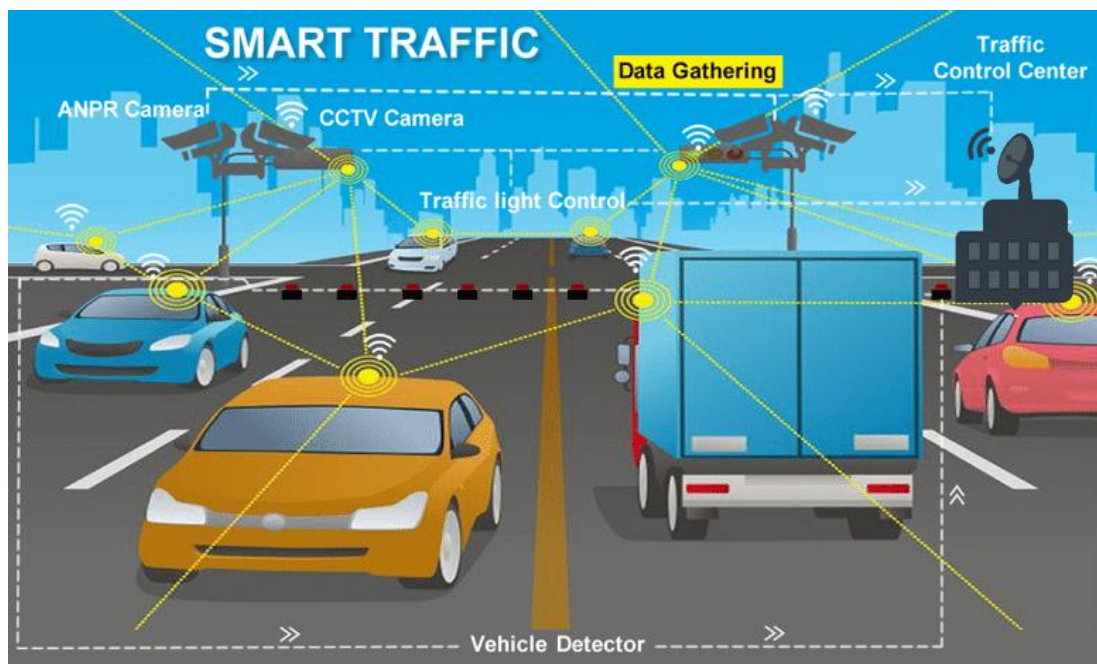 SMART TRAFFIC
Data Gathering
Traffic
Control Center
ANPR Camera
CCTV Camera
Traffic light Control
Vehicle Detector